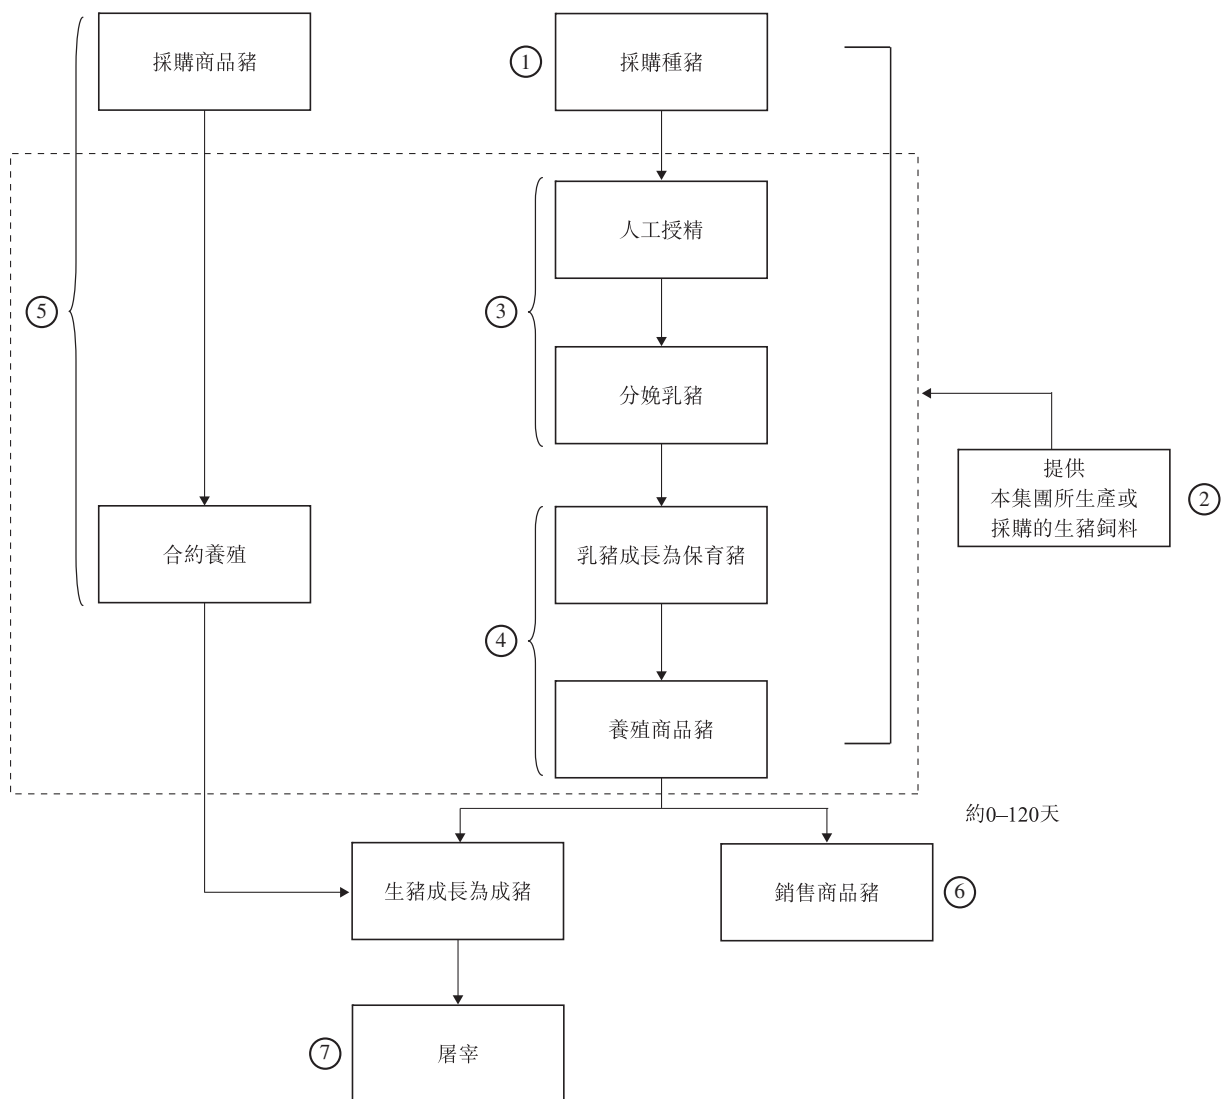 採購商品豬
① 採購種豬
人工授精
⑤
③
分娩乳豬
提供
本集團所生產或
採購的生豬飼料
②
合約養殖
乳豬成長為保育豬
④
養殖商品豬
約0–120天
生豬成長為成豬
銷售商品豬 ⑥
⑦ 屠宰